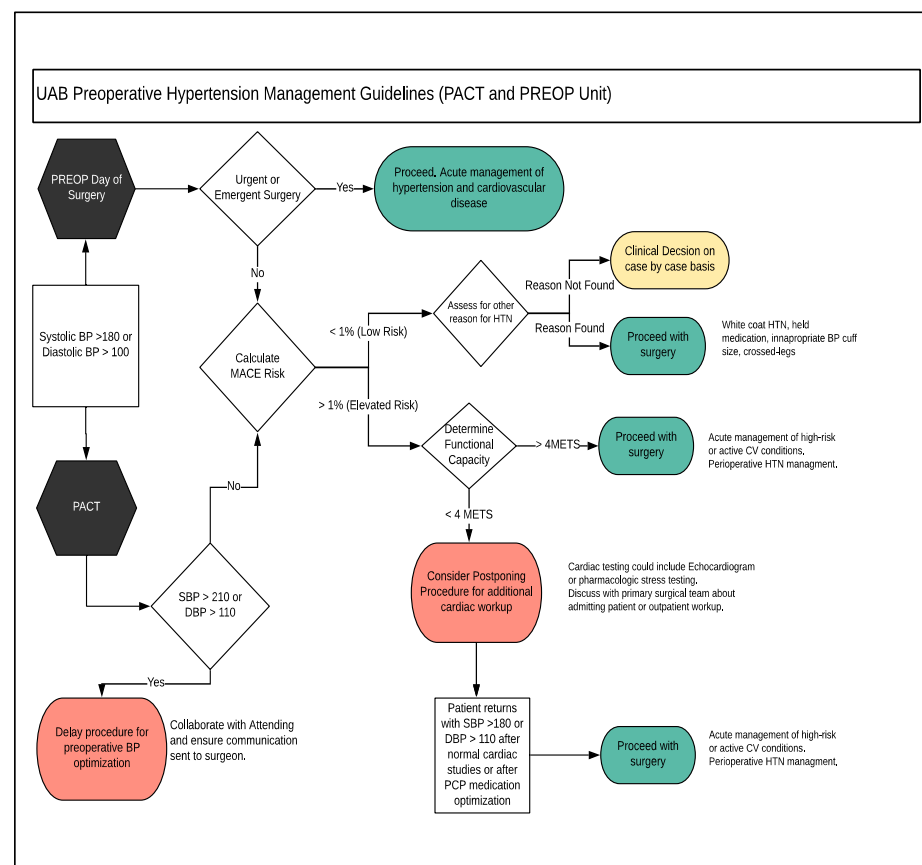 UAB Preoperative Hypertension Management Guidelines (PACT and PREOP Unit)
PREOP Day of
Surgery
Urgent or
Emergent Surgery
Yes
Proceed. Acute management of
hypertension and cardiovascular
disease
No
Systolic BP >180 or
Diastolic BP > 100
Calculate
MACE Risk
< 1% (Low Risk)
Assess for other
reason for HTN
Reason Not Found
Clinical Decsion on
case by case basis
Reason Found
Proceed with
surgery
White coat HTN, held
medication, innapropriate BP cuff
size, crossed-legs
> 1% (Elevated Risk)
Determine
Functional
Capacity
> 4METS
Proceed with
surgery
Acute management of high-risk
or active CV conditions.
Perioperative HTN managment.
PACT
No
SBP > 210 or
DBP > 110
< 4 METS
Consider Postponing
Procedure for additional
cardiac workup
Cardiac testing could include Echocardiogram
or pharmacologic stress testing.
Discuss with primary surgical team about
admitting patient or outpatient workup.
Yes
Delay procedure for
preoperative BP
optimization
Collaborate with Attending
and ensure communication
sent to surgeon.
Patient returns
with SBP >180 or
DBP > 110 after
normal cardiac
studies or after
PCP medication
optimization
Proceed with
surgery
Acute management of high-risk
or active CV conditions.
Perioperative HTN managment.